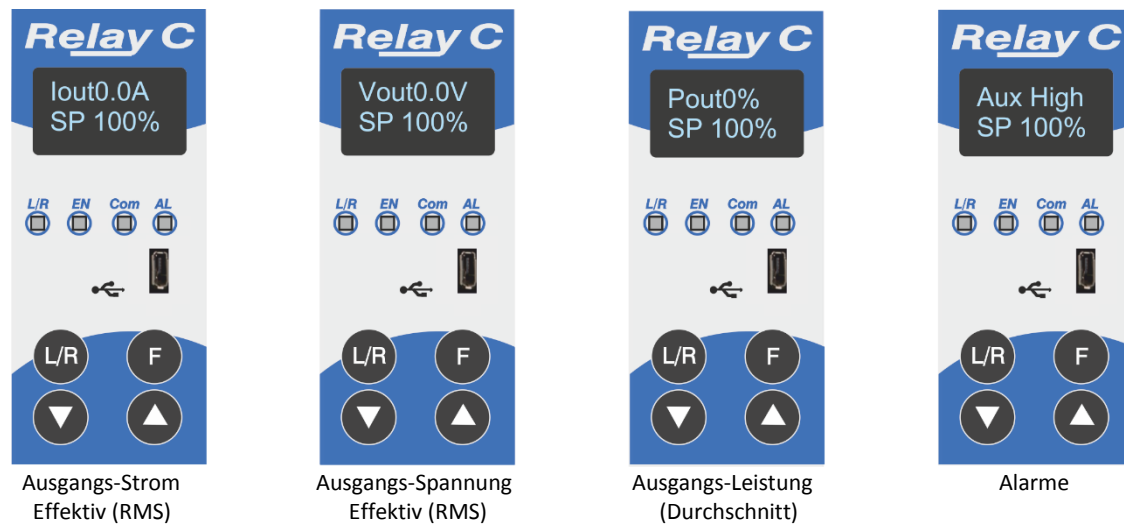 Relay C
Iout0.0A
SP 100%
L/R EN Com AL
L/R F
Ausgangs-Strom
Effektiv (RMS)
Relay C
Vout0.0V
SP 100%
L/R EN Com AL
L/R F
Ausgangs-Spannung
Effektiv (RMS)
Relay C
Pout0%
SP 100%
L/R EN Com AL
L/R F
Ausgangs-Leistung
(Durchschnitt)
Relay C
Aux High
SP 100%
L/R EN Com AL
L/R F
Alarme